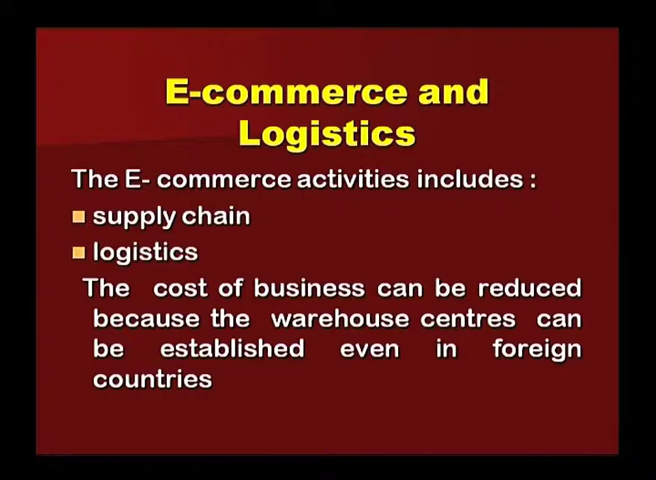 E-commerce and
Logistics
The E- commerce activities includes :
supply chain
logistics
The cost of business can be reduced
because the warehouse centres can
be established even in foreign
countries